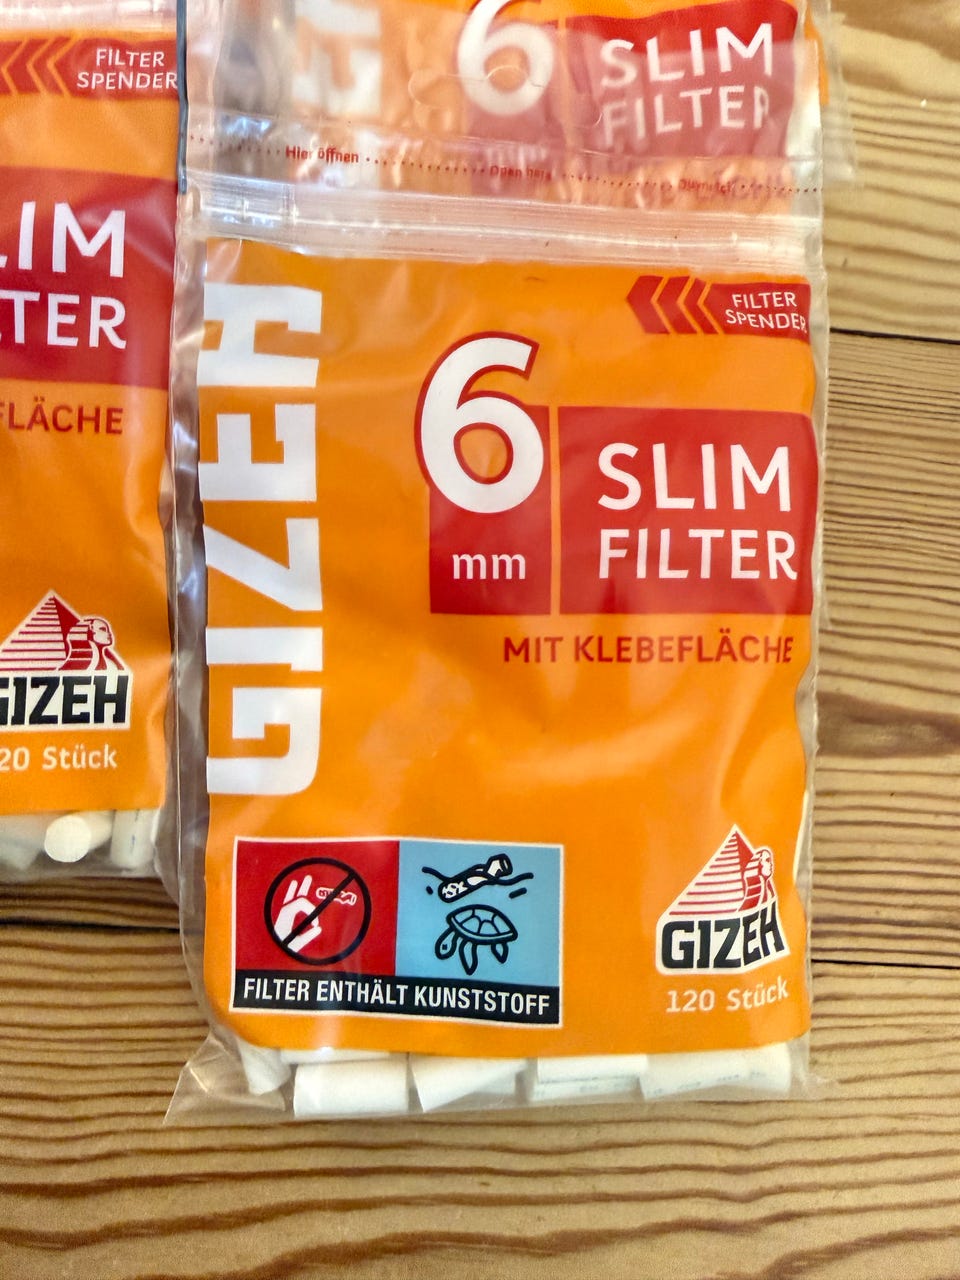 6
SLIM
FILTER
Hier öffnen
Open here
FILTER
SPENDER
SLIM
FILTER
FLÄCHE
GIZEH
120 Stück
GIZEH
FILTER
SPENDER
6
mm
SLIM
FILTER
MIT KLEBEFLÄCHE
FILTER ENTHÄLT KUNSTSTOFF
GIZEH
120 Stück